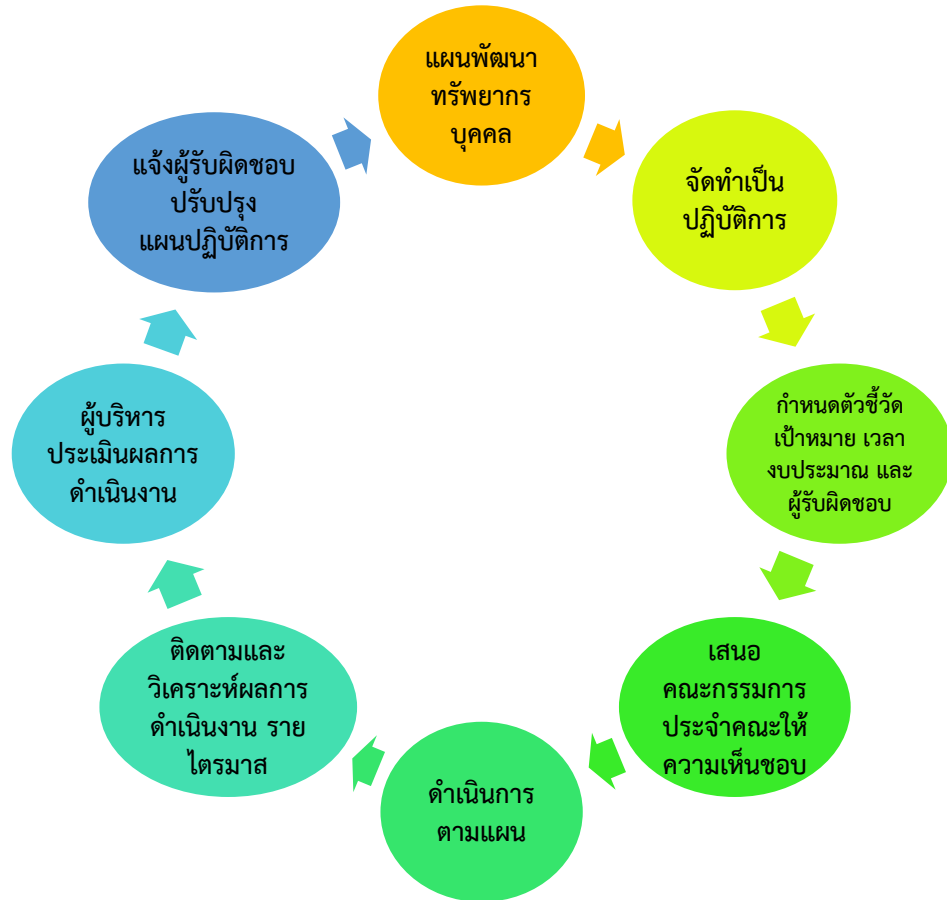 แผนพัฒนา
ทรัพยากร
บุคคล
จัดทำเป็น
ปฏิบัติการ
กำหนดตัวชี้วัด
เป้าหมาย เวลา
งบประมาณ และ
ผู้รับผิดชอบ
เสนอ
คณะกรรมการ
ประจำคณะให้
ความเห็นชอบ
ดำเนินการ
ตามแผน
ติดตามและ
วิเคราะห์ผลการ
ดำเนินงาน ราย
ไตรมาส
ผู้บริหาร
ประเมินผลการ
ดำเนินงาน
แจ้งผู้รับผิดชอบ
ปรับปรุง
แผนปฏิบัติการ